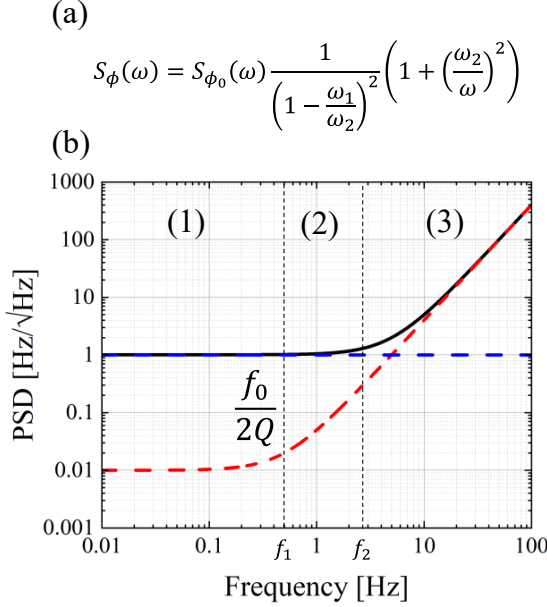 (a)
S_ϕ(ω) = S_ϕ₀(ω) 1/(1 − ω₁/ω₂)² (1 + (ω₂/ω)²)
(b)
1000
(1) (2) (3)
100
10
1
0.1
f₀/2Q
0.01
0.001
PSD [Hz/√Hz]
0.01 0.1 f₁ 1 f₂ 10 100
Frequency [Hz]